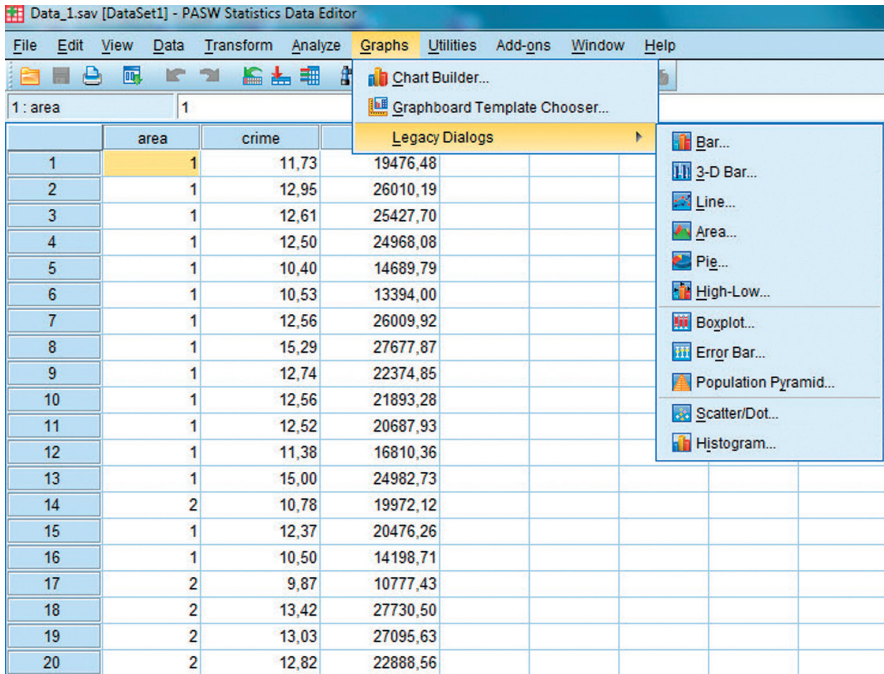 Data_1.sav [DataSet1] - PASW Statistics Data Editor
File Edit View Data Transform Analyze Graphs Utilities Add-ons Window Help
Chart Builder...
1 : area 1
Graphboard Template Chooser...
Legacy Dialogs
area crime
Bar...
3-D Bar...
Line...
Area...
Pie...
High-Low...
Boxplot...
Error Bar...
Population Pyramid...
Scatter/Dot...
Histogram...
1 1 11,73 19476,48
2 1 12,95 26010,19
3 1 12,61 25427,70
4 1 12,50 24968,08
5 1 10,40 14689,79
6 1 10,53 13394,00
7 1 12,56 26009,92
8 1 15,29 27677,87
9 1 12,74 22374,85
10 1 12,56 21893,28
11 1 12,52 20687,93
12 1 11,38 16810,36
13 1 15,00 24982,73
14 2 10,78 19972,12
15 1 12,37 20476,26
16 1 10,50 14198,71
17 2 9,87 10777,43
18 2 13,42 27730,50
19 2 13,03 27095,63
20 2 12,82 22888,56